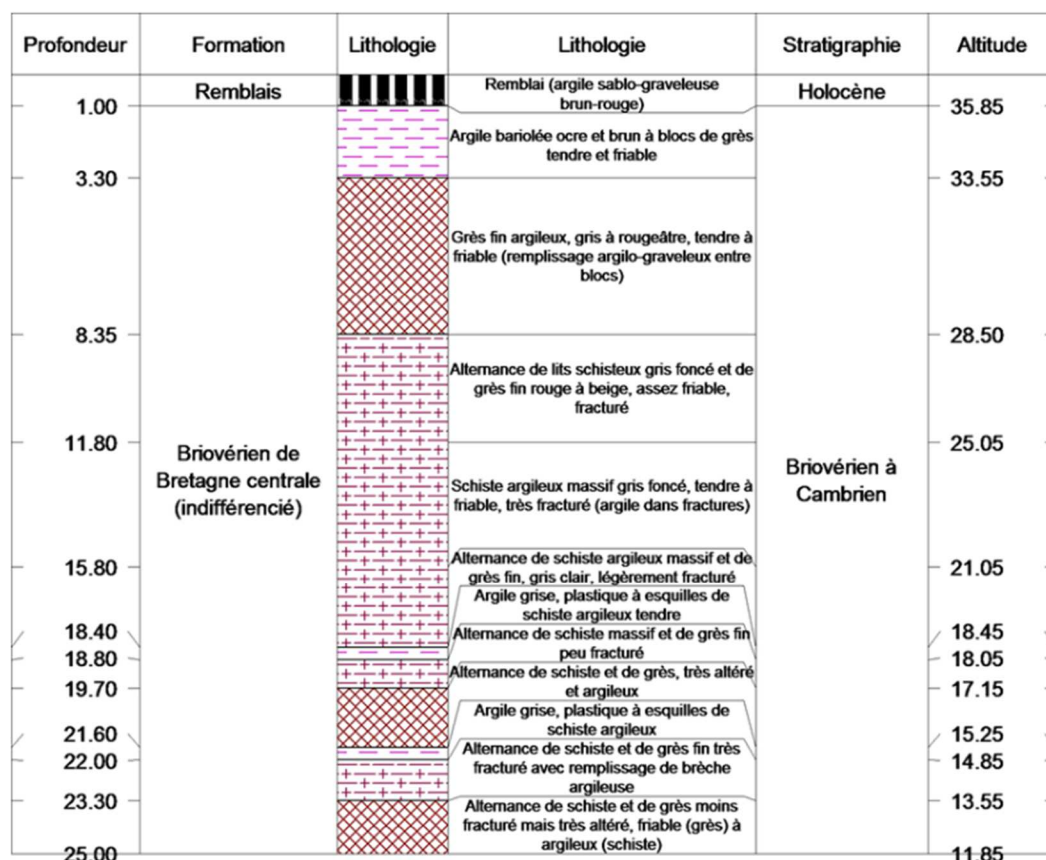 Profondeur Formation Lithologie Lithologie Stratigraphie Altitude
Remblais
Remblai (argile sablo-graveleuse
brun-rouge)
Holocène
1.00 35.85
Argile bariolée ocre et brun à blocs de grès
tendre et friable
3.30 33.55
Grès fin argileux, gris à rougeâtre, tendre à
friable (remplissage argilo-graveleux entre
blocs)
8.35 28.50
Alternance de lits schisteux gris foncé et de
grès fin rouge à beige, assez friable,
fracturé
11.80 25.05
Briovérien de
Bretagne centrale
(indifférencié)
Schiste argileux massif gris foncé, tendre à
friable, très fracturé (argile dans fractures)
Briovérien à
Cambrien
15.80 21.05
Alternance de schiste argileux massif et de
grès fin, gris clair, légèrement fracturé
Argile grise, plastique à esquilles de
schiste argileux tendre
18.40 18.45
Alternance de schiste massif et de grès fin
peu fracturé
18.80 18.05
Alternance de schiste et de grès, très altéré
et argileux
19.70 17.15
Argile grise, plastique à esquilles de
schiste argileux
21.60 15.25
Alternance de schiste et de grès fin très
fracturé avec remplissage de brèche
argileuse
22.00 14.85
23.30 13.55
Alternance de schiste et de grès moins
fracturé mais très altéré, friable (grès) à
argileux (schiste)
25.00 11.85